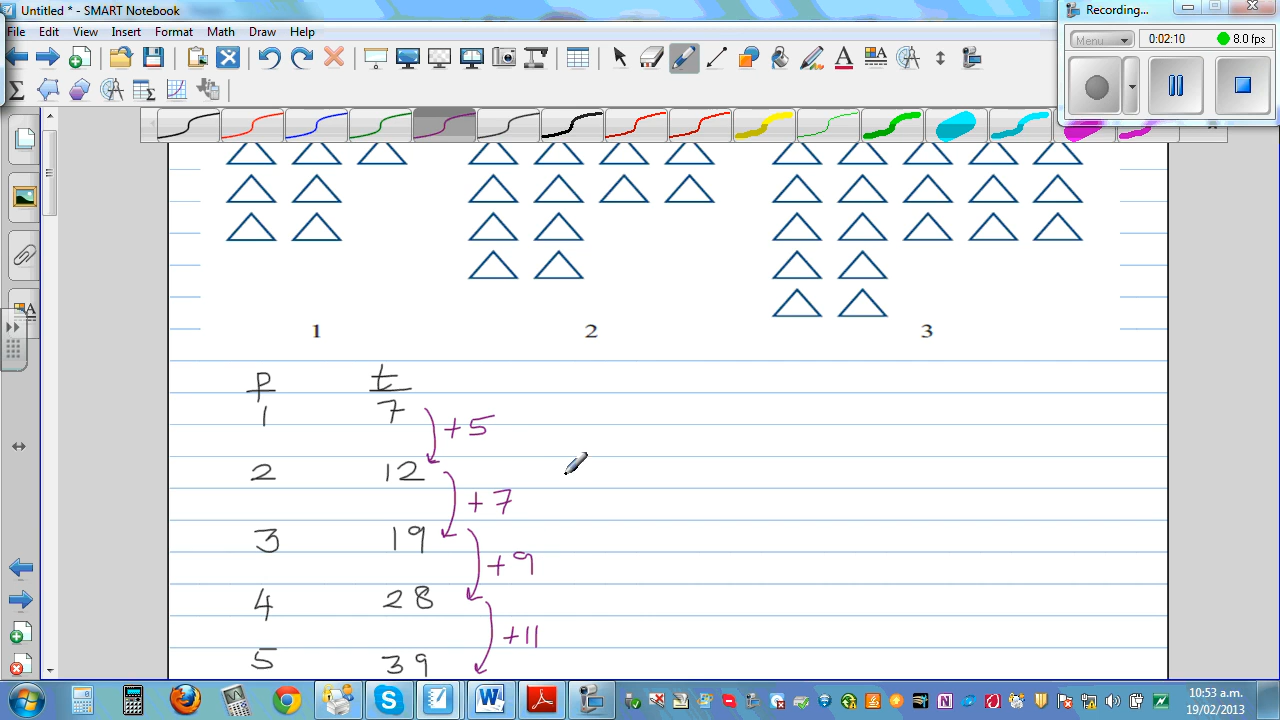 Untitled * - SMART Notebook
Recording...
File Edit View Insert Format Math Draw Help
Menu
0:02:10
8.0 fps
1 2 3
p t
1 7
+5
2 12
+7
3 19
+9
4 28
+11
5 39
10:53 a.m.
19/02/2013